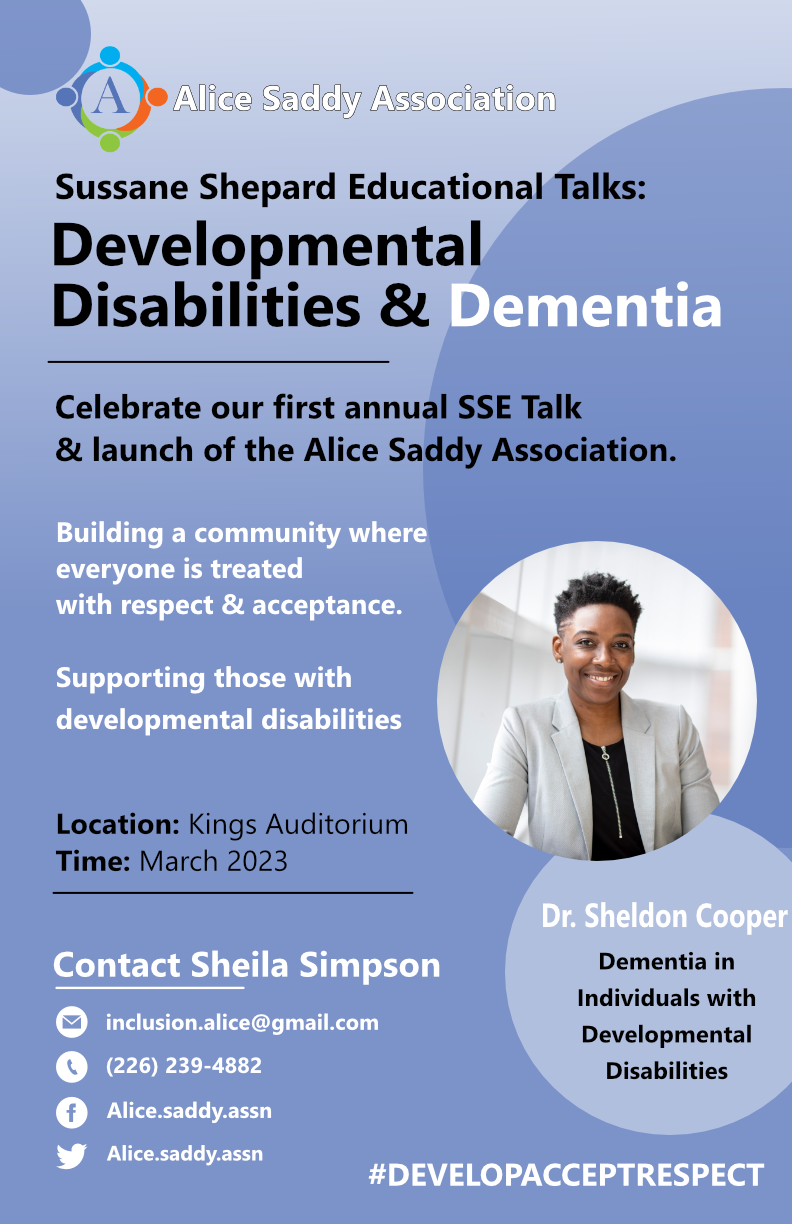 A
Alice Saddy Association
Sussane Shepard Educational Talks:
Developmental
Disabilities & Dementia
Celebrate our first annual SSE Talk
& launch of the Alice Saddy Association.
Building a community where
everyone is treated
with respect & acceptance.
Supporting those with
developmental disabilities
Location: Kings Auditorium
Time: March 2023
Dr. Sheldon Cooper
Dementia in
Individuals with
Developmental
Disabilities
Contact Sheila Simpson
inclusion.alice@gmail.com
(226) 239-4882
Alice.saddy.assn
Alice.saddy.assn
#DEVELOPACCEPTRESPECT